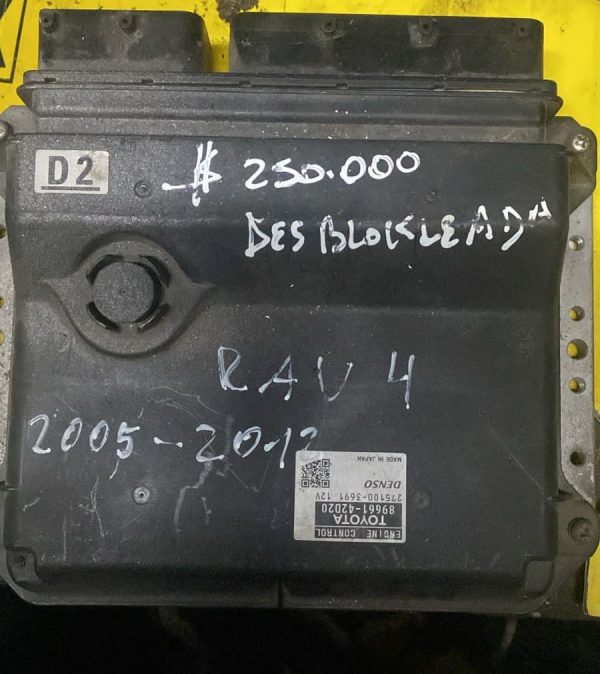 D2
$ 250.000
DESBLOKLEADA
RAV 4
2005-2012
ENGINE CONTROL
TOYOTA
89661-42D20
275100-3691 12V
DENSO
MADE IN JAPAN